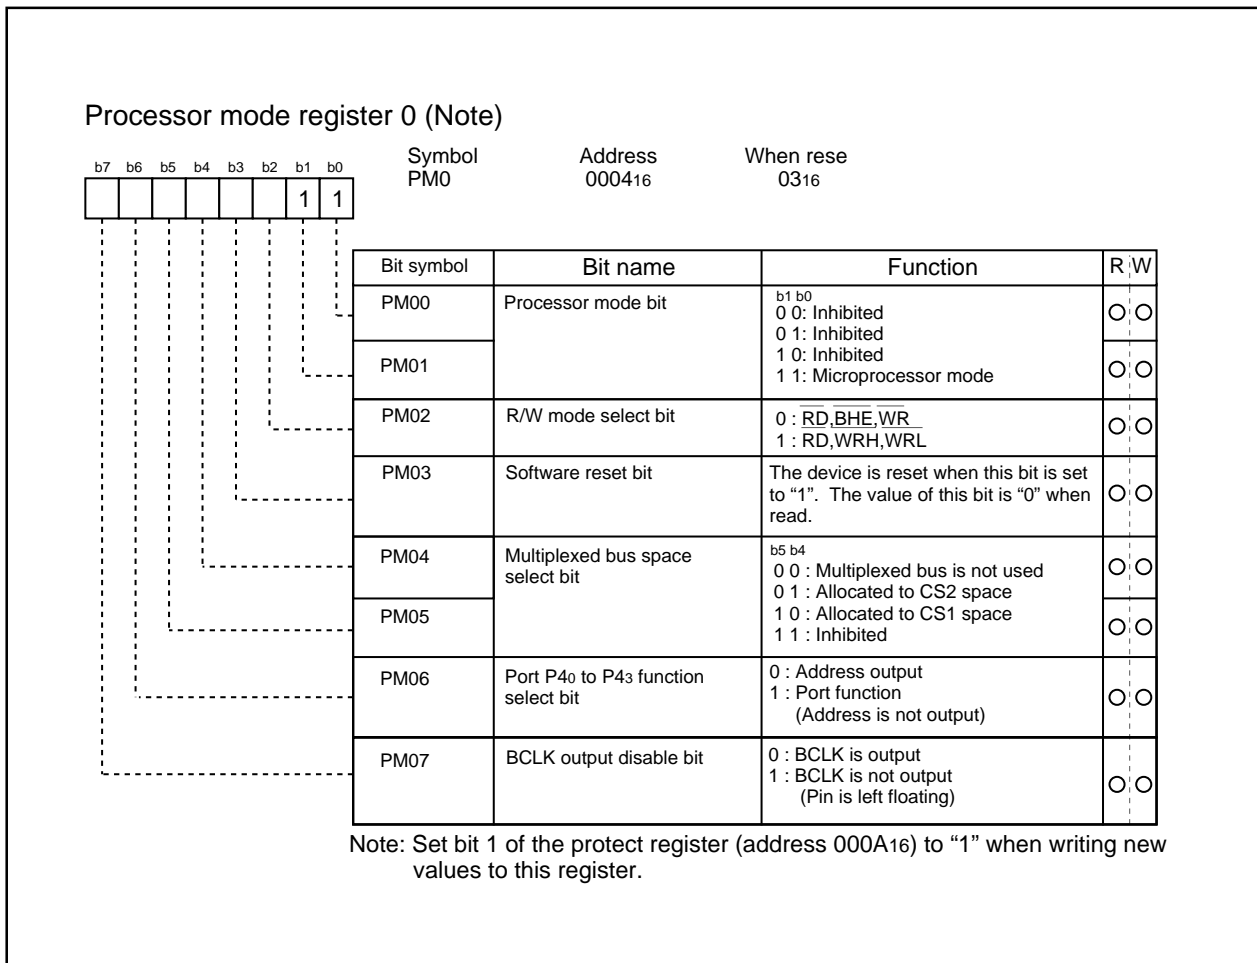 Processor mode register 0 (Note)
Symbol Address When rese
PM0 000416 0316
b7 b6 b5 b4 b3 b2 b1 b0
1 1
Bit symbol Bit name Function R W
PM00 Processor mode bit b1 b0
0 0: Inhibited
0 1: Inhibited
1 0: Inhibited
PM01 1 1: Microprocessor mode
PM02 R/W mode select bit 0 : RD,BHE,WR
1 : RD,WRH,WRL
PM03 Software reset bit The device is reset when this bit is set
to “1”. The value of this bit is “0” when
read.
PM04 Multiplexed bus space b5 b4
select bit 0 0 : Multiplexed bus is not used
0 1 : Allocated to CS2 space
PM05 1 0 : Allocated to CS1 space
1 1 : Inhibited
PM06 Port P40 to P43 function 0 : Address output
select bit 1 : Port function
(Address is not output)
PM07 BCLK output disable bit 0 : BCLK is output
1 : BCLK is not output
(Pin is left floating)
Note: Set bit 1 of the protect register (address 000A16) to “1” when writing new
values to this register.